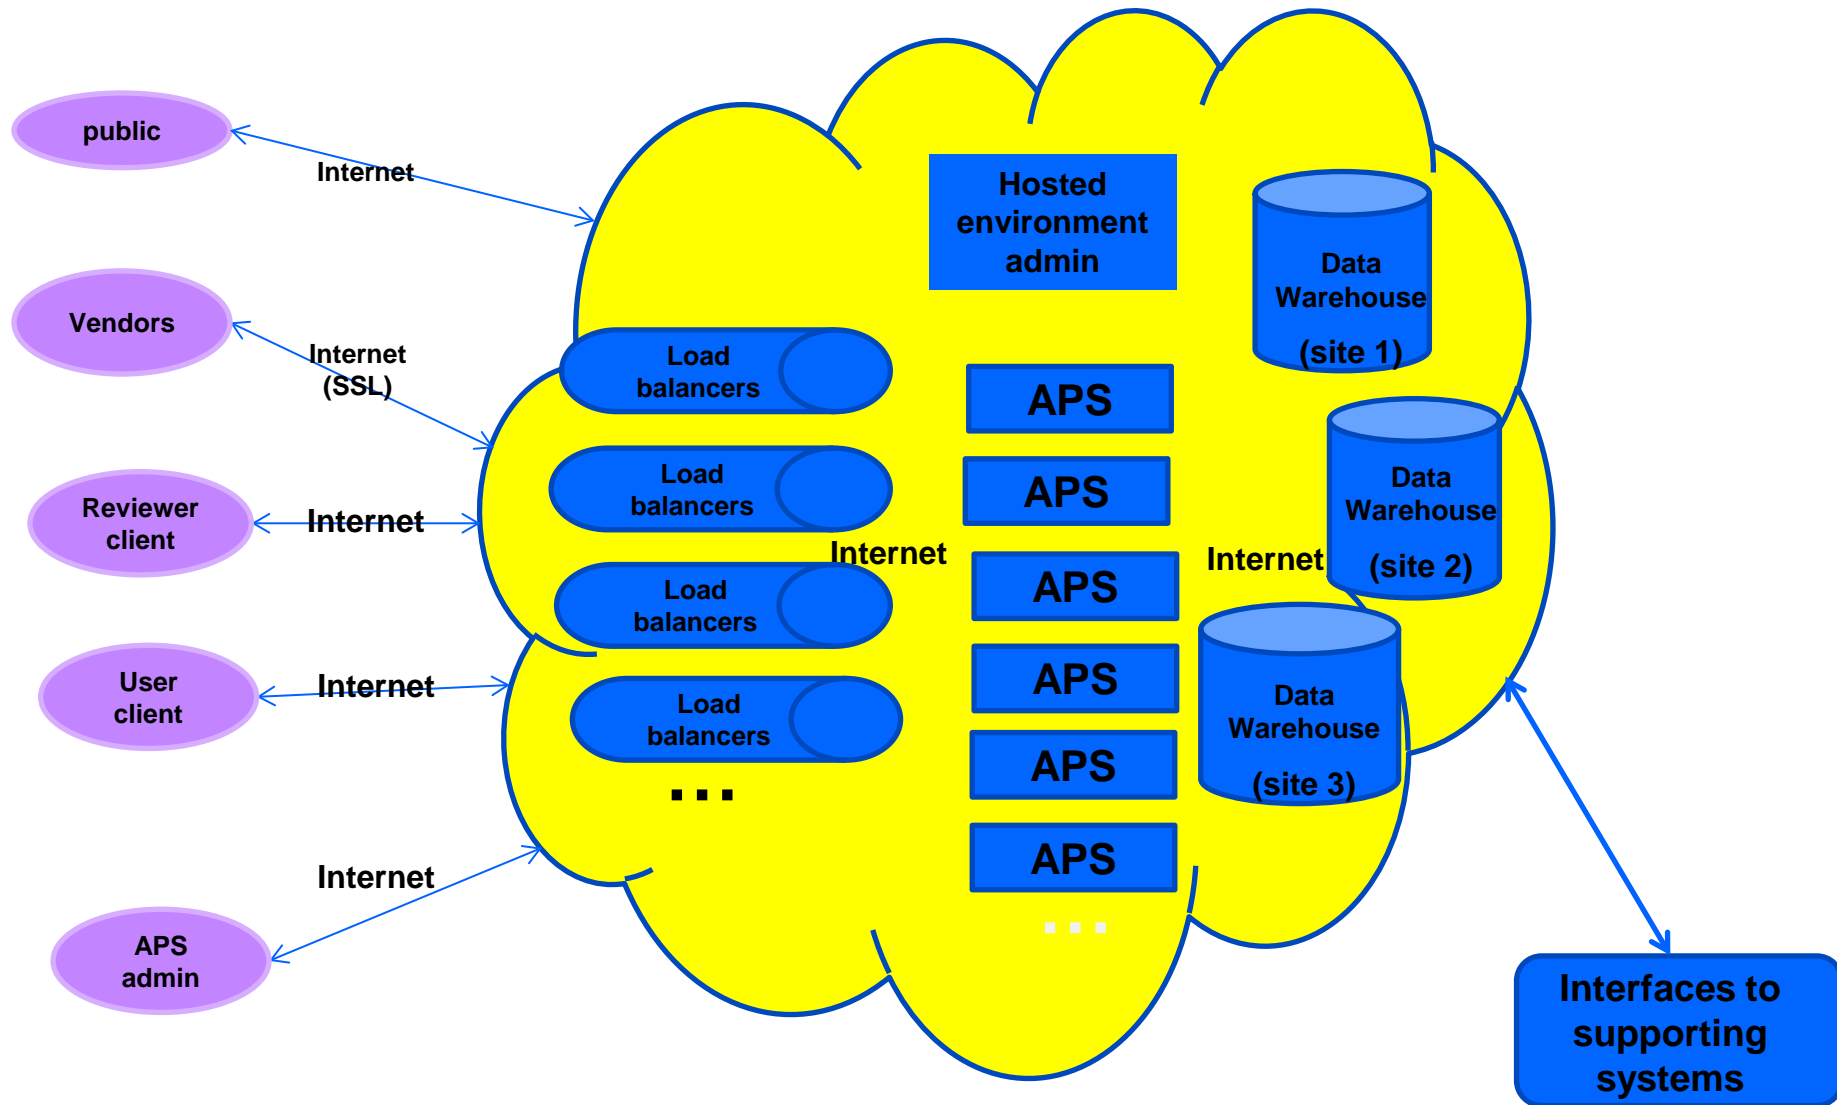 public
Internet
Vendors
Internet
(SSL)
Reviewer
client
Internet
User
client
Internet
APS
admin
Internet
Load
balancers
Load
balancers
Load
balancers
Load
balancers
...
Internet
Hosted
environment
admin
APS
APS
APS
APS
APS
APS
...
Internet
Data
Warehouse
(site 1)
Data
Warehouse
(site 2)
Data
Warehouse
(site 3)
Interfaces to
supporting
systems